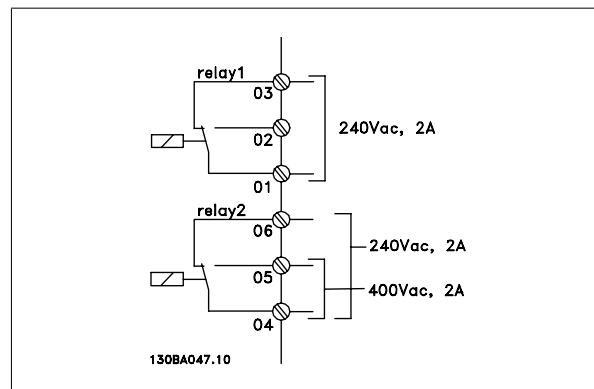 relay1
03
02
240Vac, 2A
01
relay2
06
240Vac, 2A
05
400Vac, 2A
04
130BA047.10